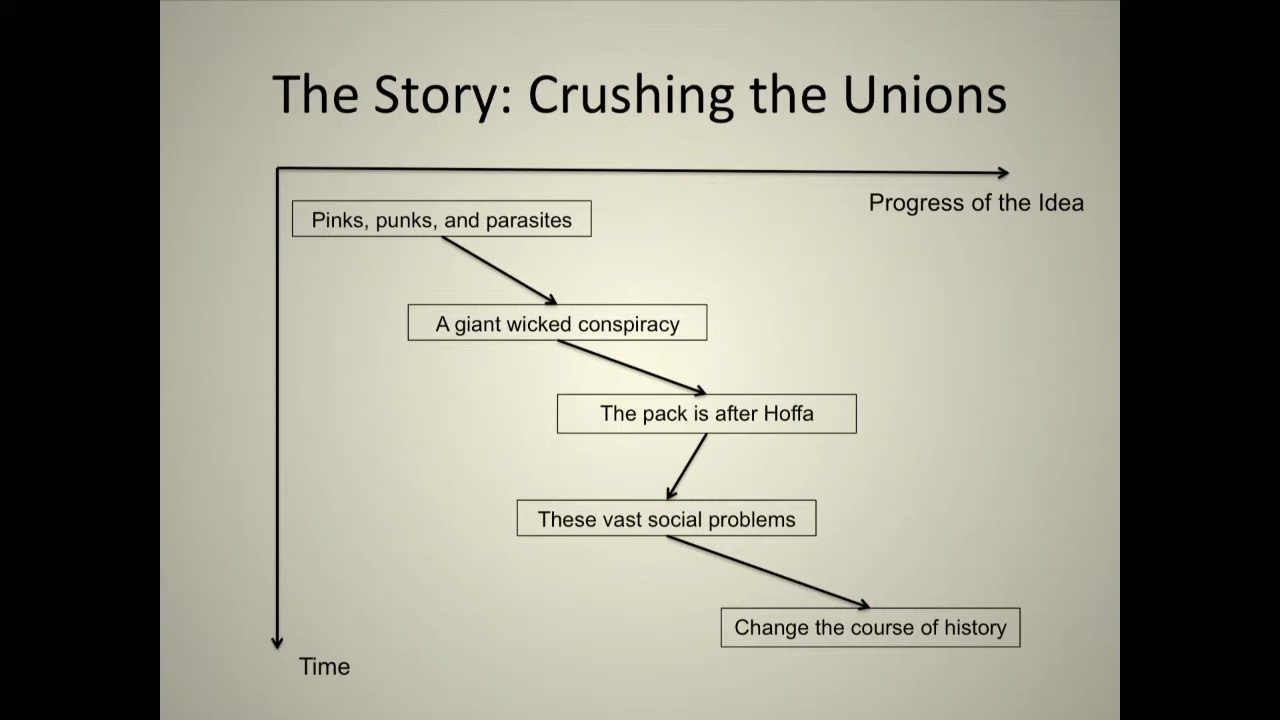 The Story: Crushing the Unions
Progress of the Idea
Pinks, punks, and parasites
A giant wicked conspiracy
The pack is after Hoffa
These vast social problems
Change the course of history
Time